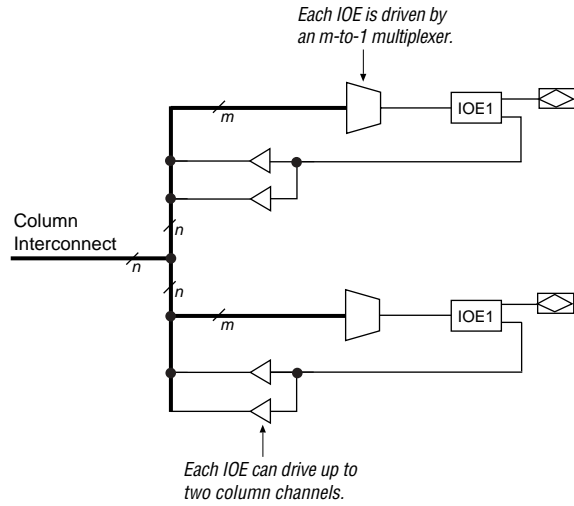 Each IOE is driven by
an m-to-1 multiplexer.
m
IOE1
n
Column
Interconnect
n
n
m
IOE1
Each IOE can drive up to
two column channels.